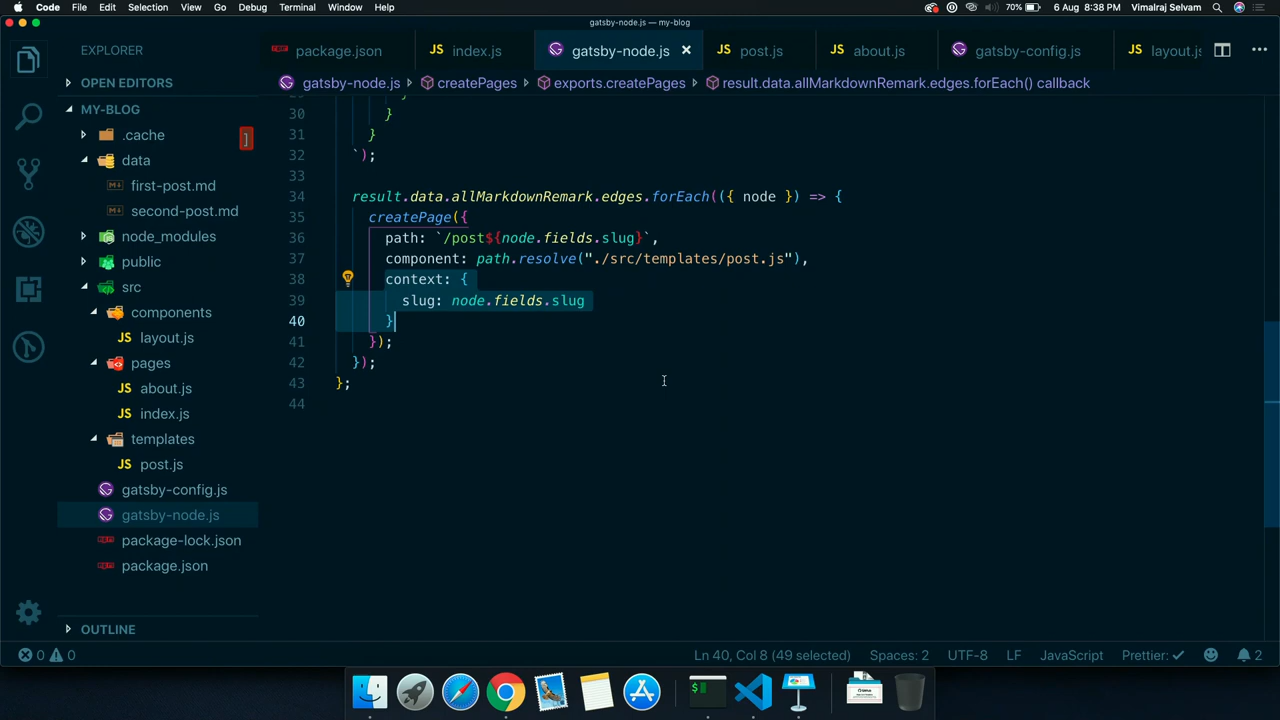 Code File Edit Selection View Go Debug Terminal Window Help 70% 6 Aug 8:38 PM Vimalraj Selvam
gatsby-node.js — my-blog
EXPLORER
OPEN EDITORS
MY-BLOG
.cache
]
data
first-post.md
second-post.md
node_modules
public
src
components
layout.js
pages
about.js
index.js
templates
post.js
gatsby-config.js
gatsby-node.js
package-lock.json
package.json
OUTLINE
package.json JS index.js gatsby-node.js × JS post.js JS about.js gatsby-config.js JS layout.js
gatsby-node.js createPages exports.createPages result.data.allMarkdownRemark.edges.forEach() callback
30 }
31 }
32 `);
33
34 result.data.allMarkdownRemark.edges.forEach(({ node }) => {
35 createPage({
36 path: `/post${node.fields.slug}`,
37 component: path.resolve("./src/templates/post.js"),
38 context: {
39 slug: node.fields.slug
40 }
41 });
42 });
43 };
44
0 0 Ln 40, Col 8 (49 selected) Spaces: 2 UTF-8 LF JavaScript Prettier: ✓ 2